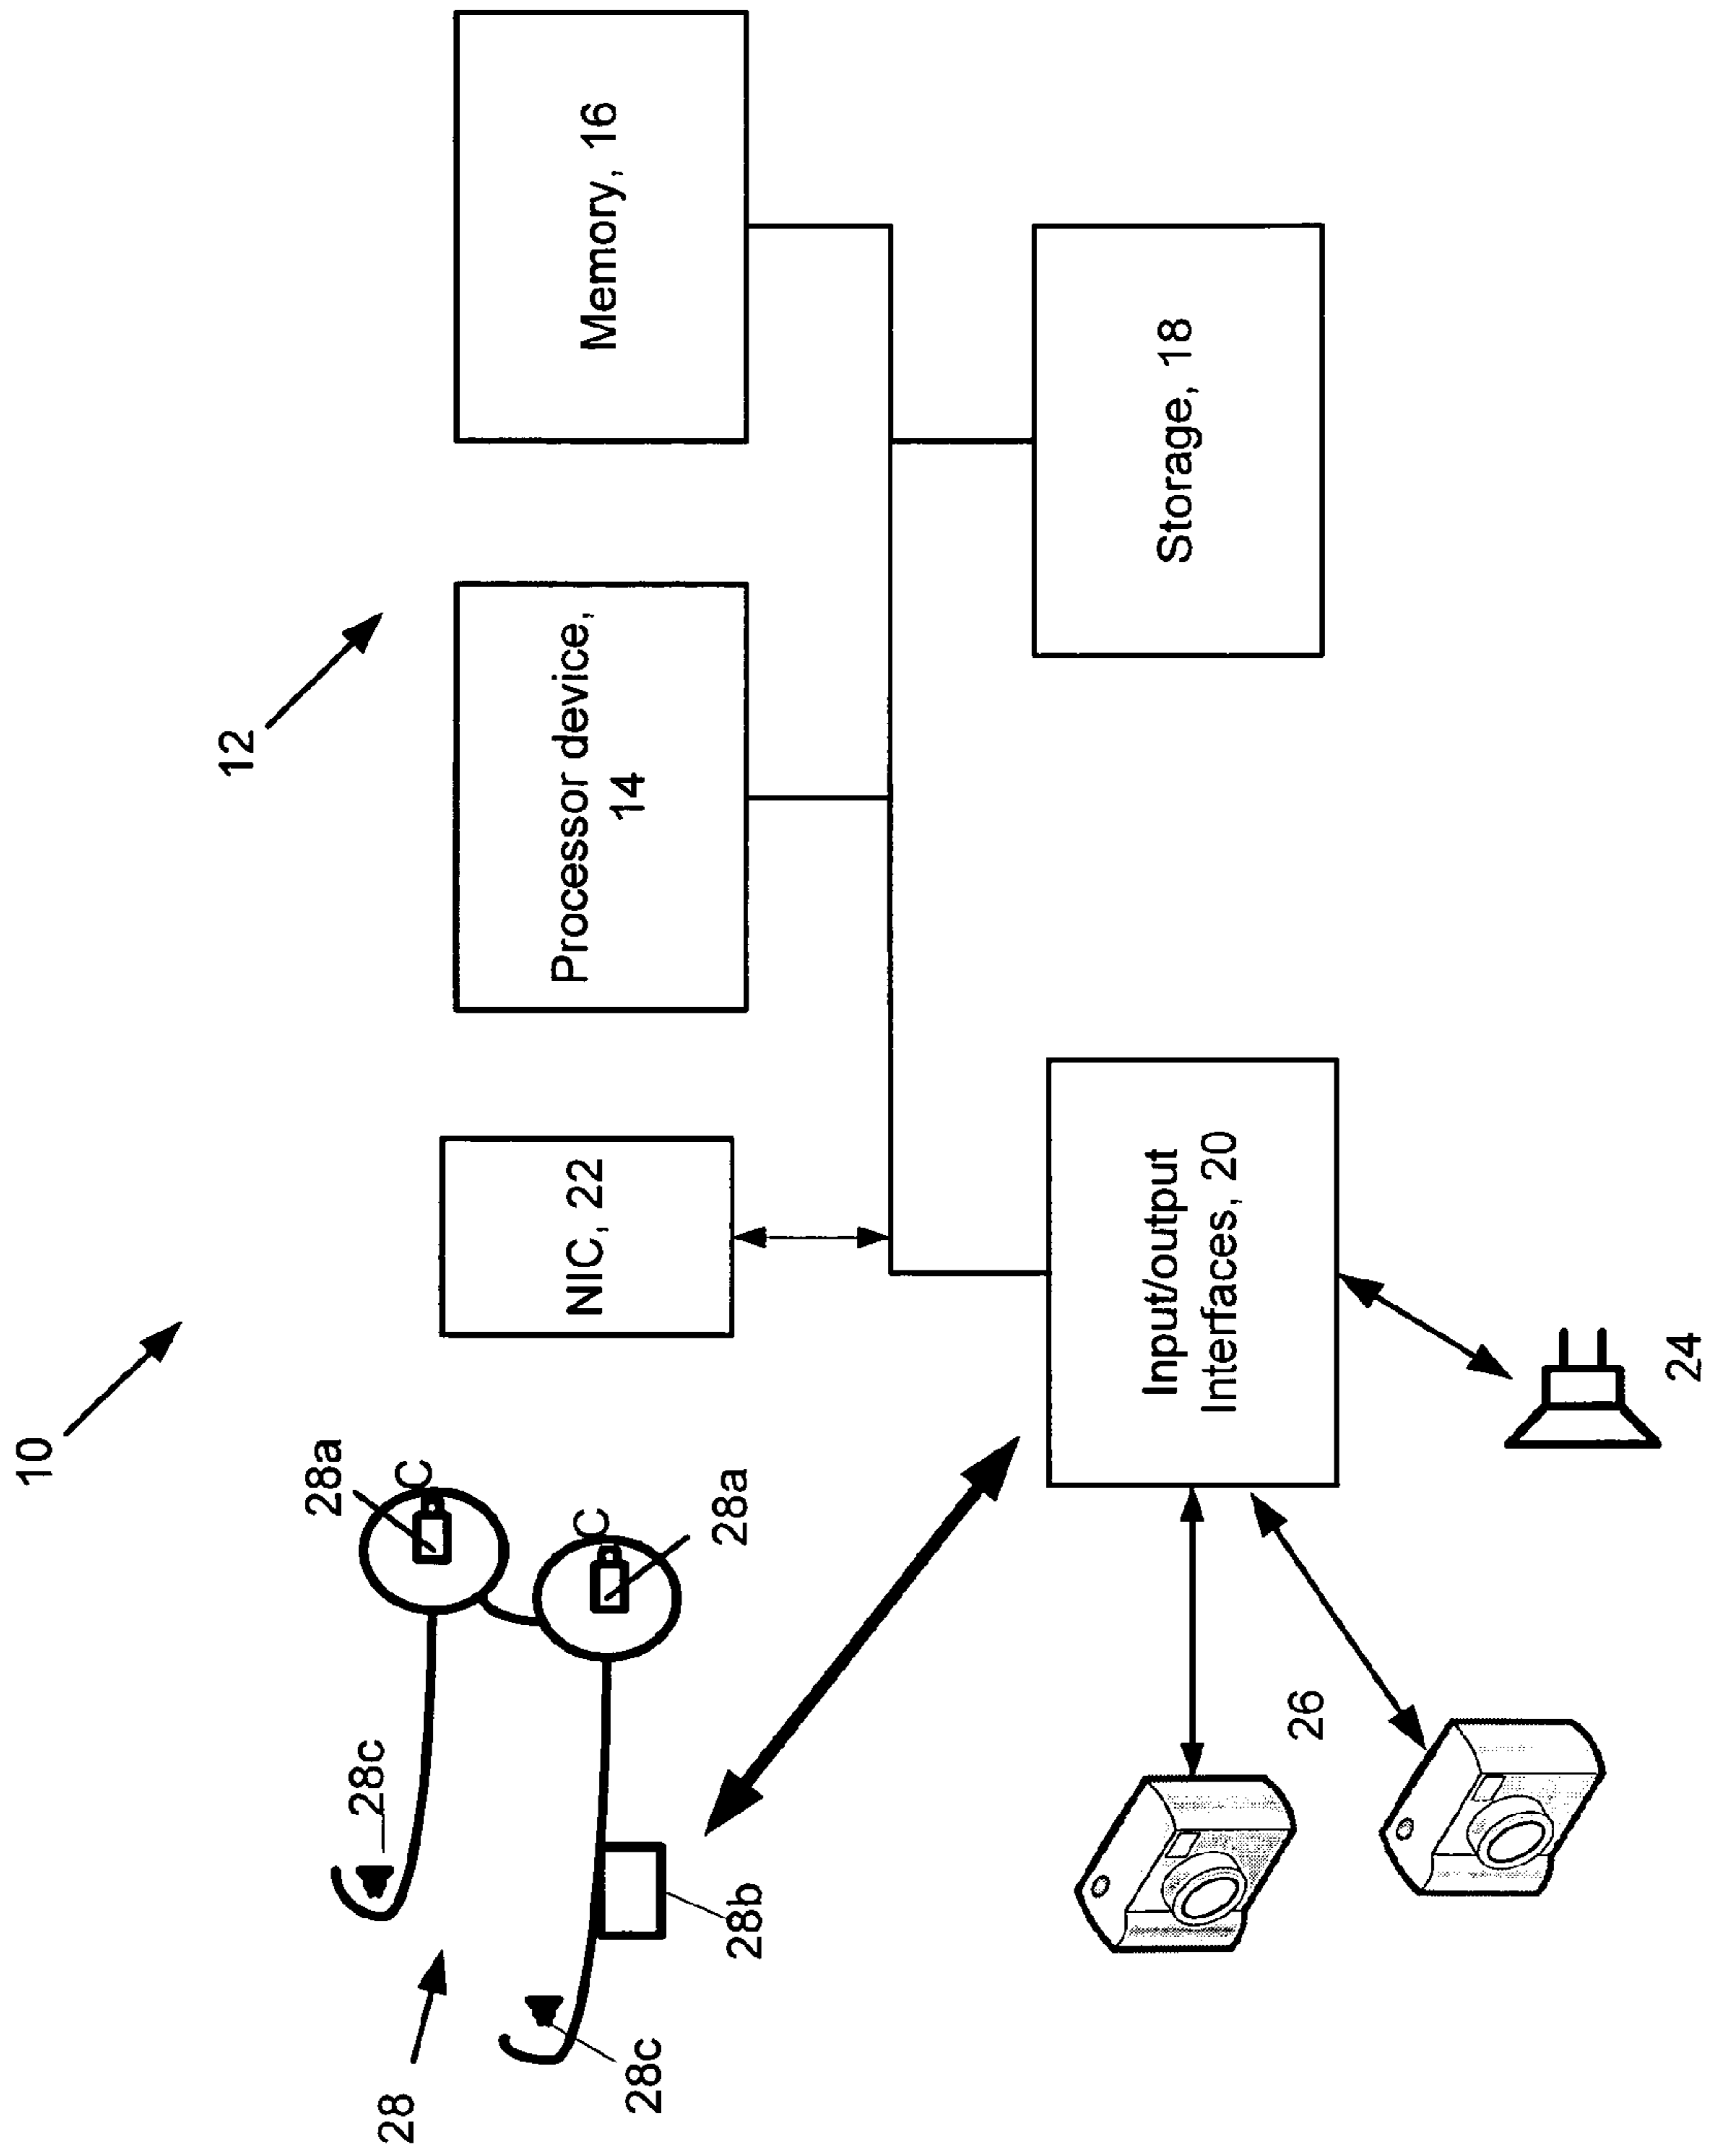 10
12
28
28c
28a
C
28c
28b
C
28a
NIC, 22
Processor device,
14
Memory, 16
Input/output
Interfaces, 20
Storage, 18
26
24